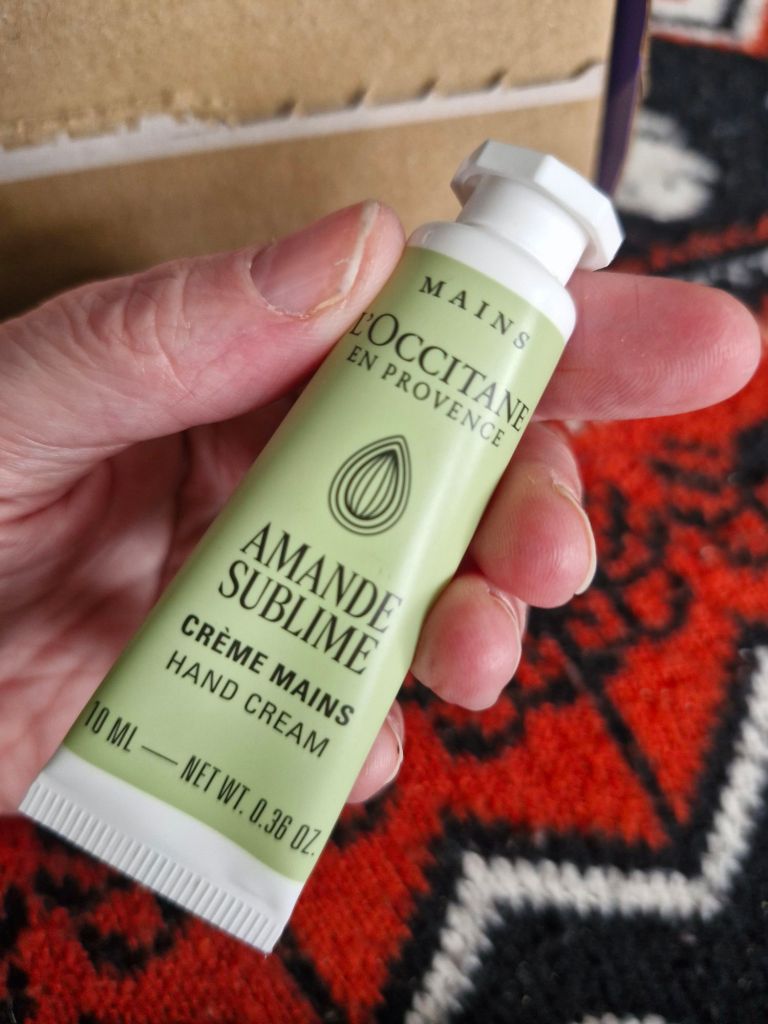 MAINS
L'OCCITANE
EN PROVENCE
AMANDE
SUBLIME
CRÈME MAINS
HAND CREAM
10 ML — NET WT. 0.36 OZ.